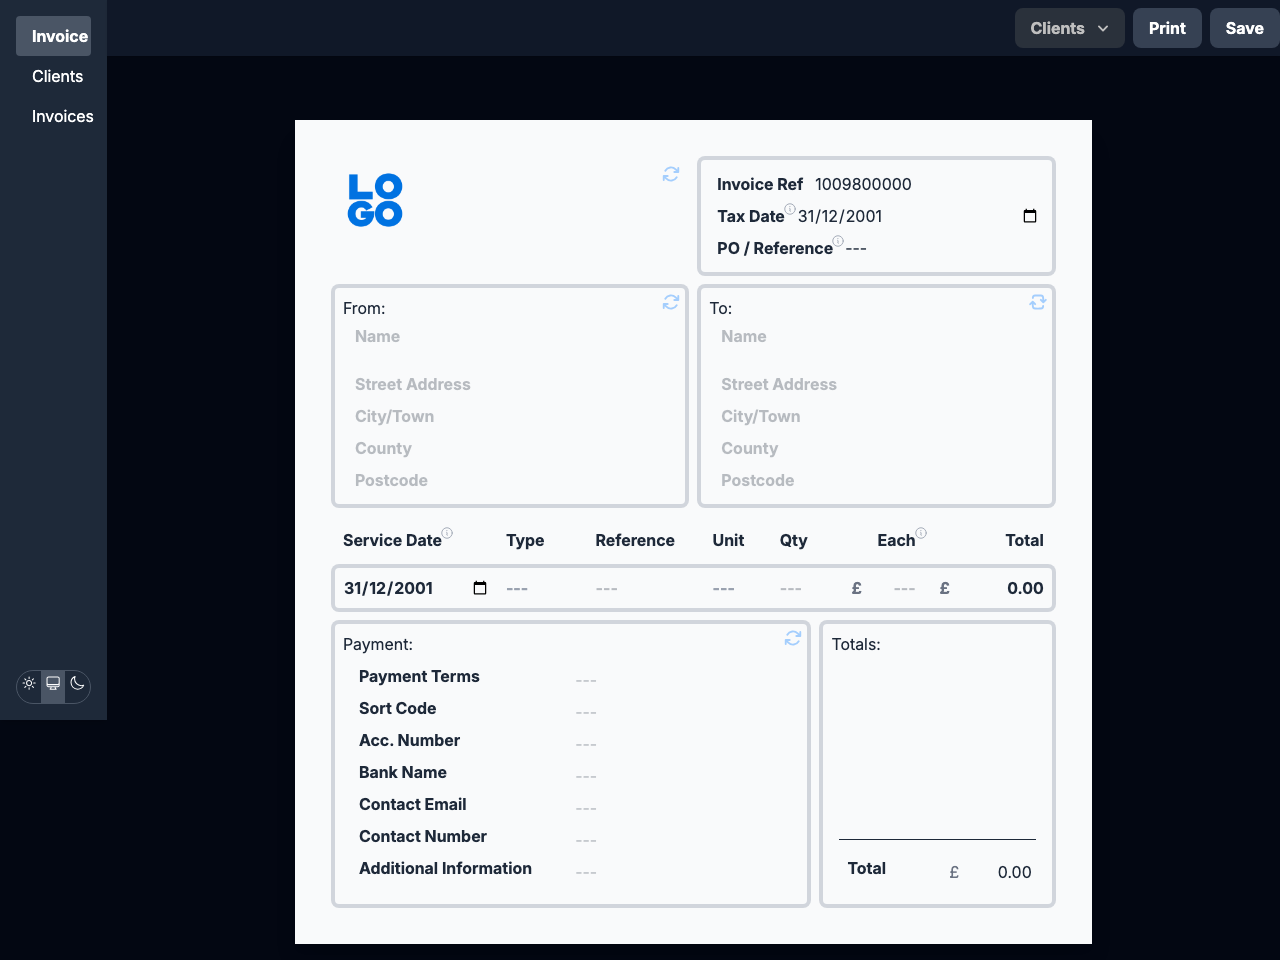 Invoice
Clients
Invoices
Clients
Print
Save
LO
GO
Invoice Ref 1009800000
Tax Date 31/12/2001
PO / Reference ---
From:
Name
Street Address
City/Town
County
Postcode
To:
Name
Street Address
City/Town
County
Postcode
Service Date Type Reference Unit Qty Each Total
31/12/2001 --- --- --- --- £ --- £ 0.00
Payment:
Payment Terms ---
Sort Code ---
Acc. Number ---
Bank Name ---
Contact Email ---
Contact Number ---
Additional Information ---
Totals:
Total £ 0.00